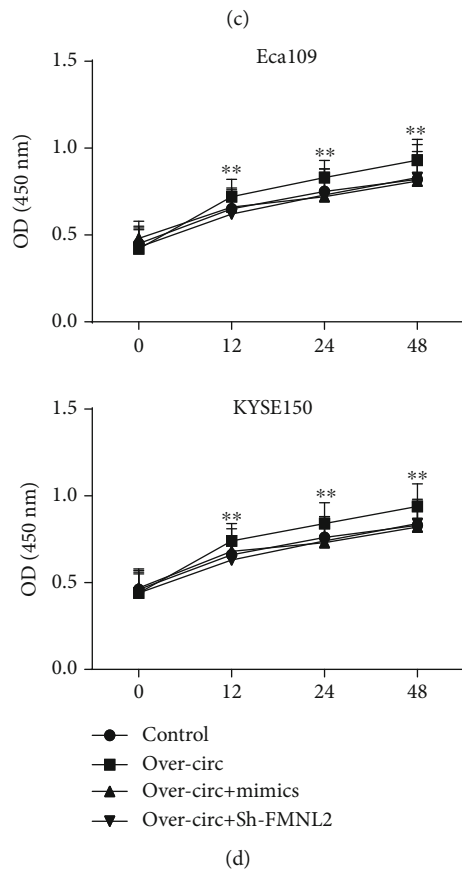 (c)
Eca109
OD (450 nm)
1.5
1.0
0.5
0.0
** ** **
0 12 24 48
KYSE150
OD (450 nm)
1.5
1.0
0.5
0.0
** ** **
0 12 24 48
Control
Over-circ
Over-circ+mimics
Over-circ+Sh-FMNL2
(d)